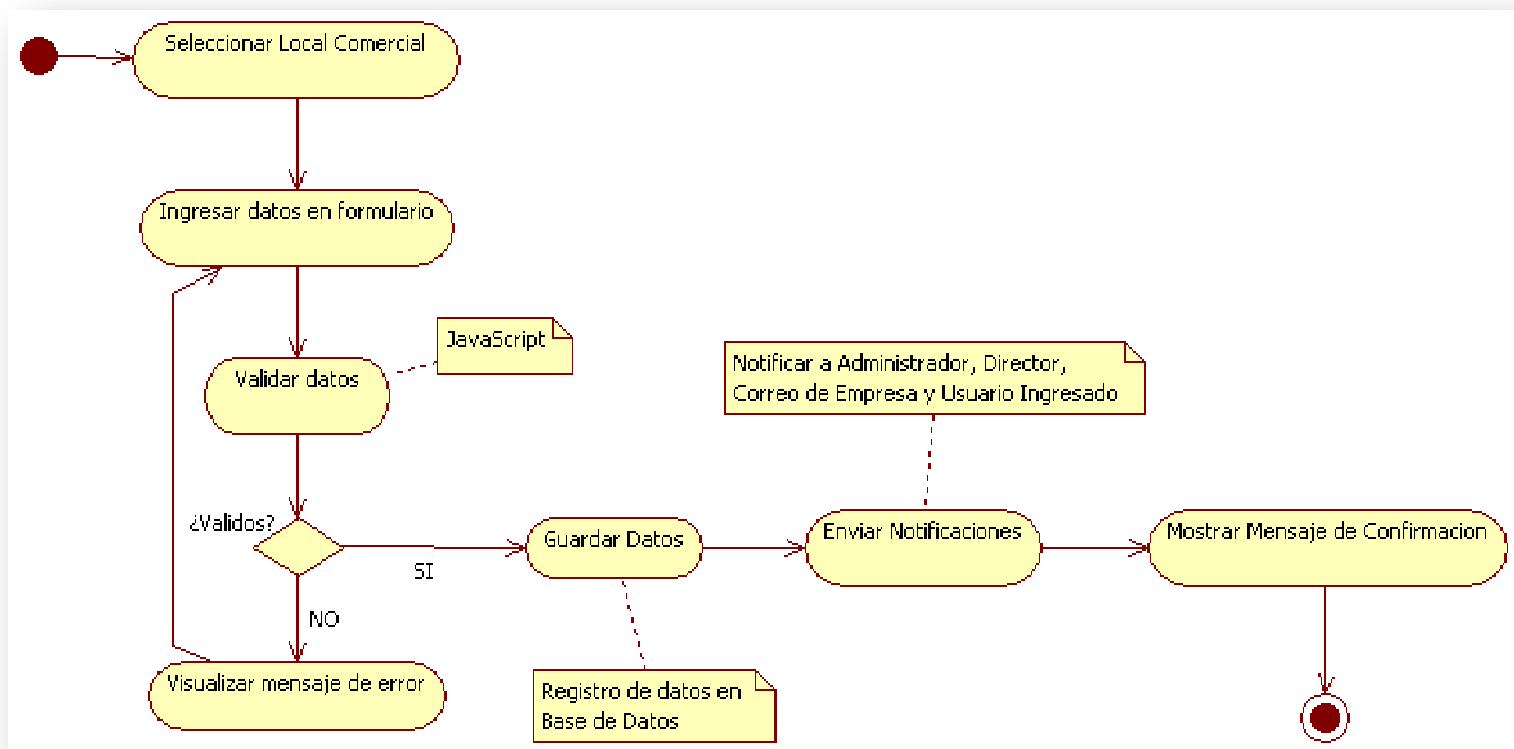 Seleccionar Local Comercial
Ingresar datos en formulario
JavaScript
Validar datos
Notificar a Administrador, Director,
Correo de Empresa y Usuario Ingresado
¿Validos?
SI
Guardar Datos
Enviar Notificaciones
Mostrar Mensaje de Confirmacion
NO
Visualizar mensaje de error
Registro de datos en
Base de Datos